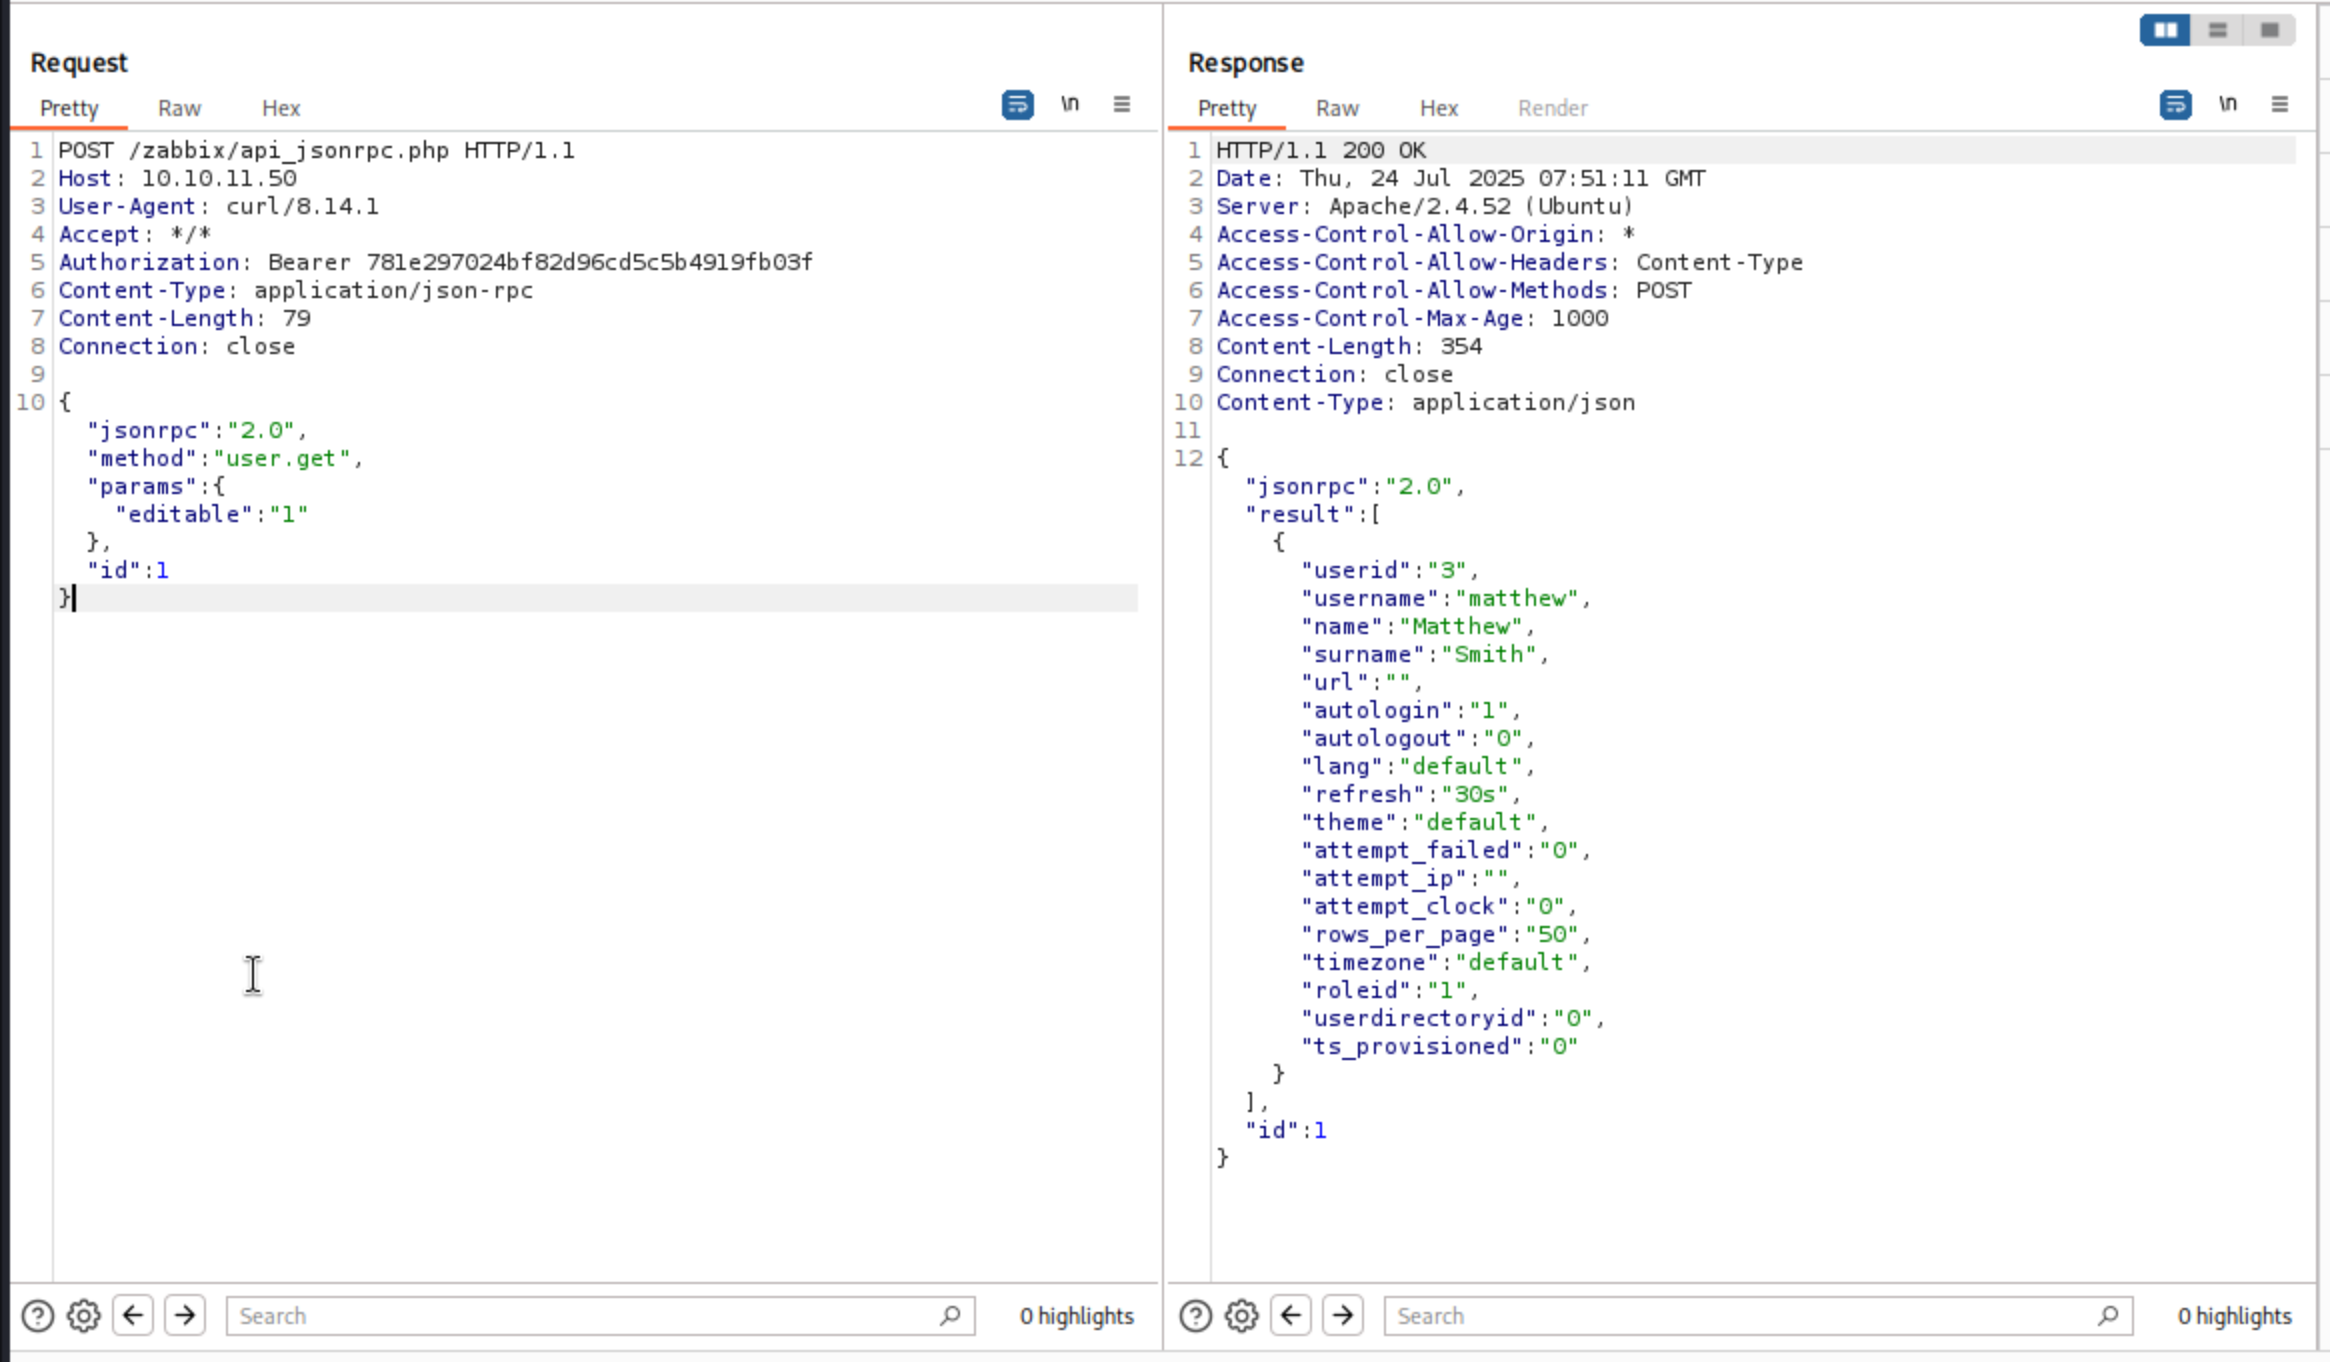 Request
Pretty Raw Hex \n
1 POST /zabbix/api_jsonrpc.php HTTP/1.1
2 Host: 10.10.11.50
3 User-Agent: curl/8.14.1
4 Accept: */*
5 Authorization: Bearer 781e297024bf82d96cd5c5b4919fb03f
6 Content-Type: application/json-rpc
7 Content-Length: 79
8 Connection: close
9
10 {
"jsonrpc":"2.0",
"method":"user.get",
"params":{
"editable":"1"
},
"id":1
}
Search 0 highlights
Response
Pretty Raw Hex Render \n
1 HTTP/1.1 200 OK
2 Date: Thu, 24 Jul 2025 07:51:11 GMT
3 Server: Apache/2.4.52 (Ubuntu)
4 Access-Control-Allow-Origin: *
5 Access-Control-Allow-Headers: Content-Type
6 Access-Control-Allow-Methods: POST
7 Access-Control-Max-Age: 1000
8 Content-Length: 354
9 Connection: close
10 Content-Type: application/json
11
12 {
"jsonrpc":"2.0",
"result":[
{
"userid":"3",
"username":"matthew",
"name":"Matthew",
"surname":"Smith",
"url":"",
"autologin":"1",
"autologout":"0",
"lang":"default",
"refresh":"30s",
"theme":"default",
"attempt_failed":"0",
"attempt_ip":"",
"attempt_clock":"0",
"rows_per_page":"50",
"timezone":"default",
"roleid":"1",
"userdirectoryid":"0",
"ts_provisioned":"0"
}
],
"id":1
}
Search 0 highlights